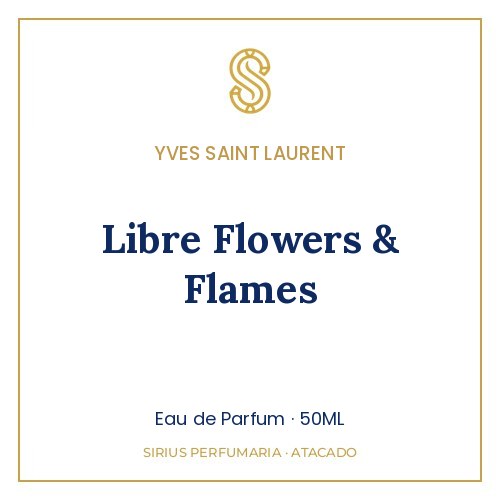 YVES SAINT LAURENT
Libre Flowers &
Flames
Eau de Parfum · 50ML
SIRIUS PERFUMARIA · ATACADO